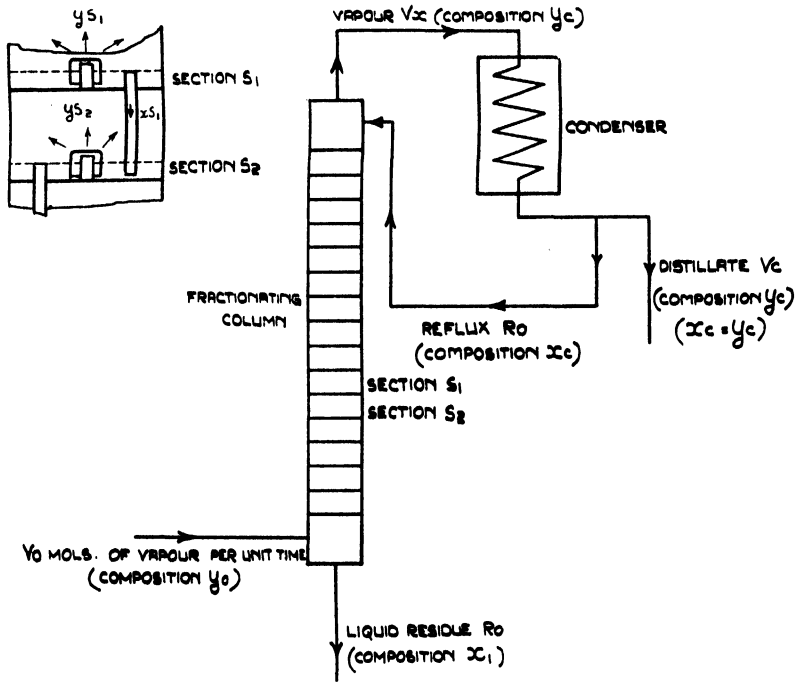 VAPOUR Vx (COMPOSITION yc)
yS1
SECTION S1
yS2
xS1
SECTION S2
CONDENSER
FRACTIONATING
COLUMN
DISTILLATE Vc
(COMPOSITION yc)
(xc = yc)
REFLUX Ro
(COMPOSITION xc)
SECTION S1
SECTION S2
Vo MOLS. OF VAPOUR PER UNIT TIME
(COMPOSITION yo)
LIQUID RESIDUE Ro
(COMPOSITION x1)